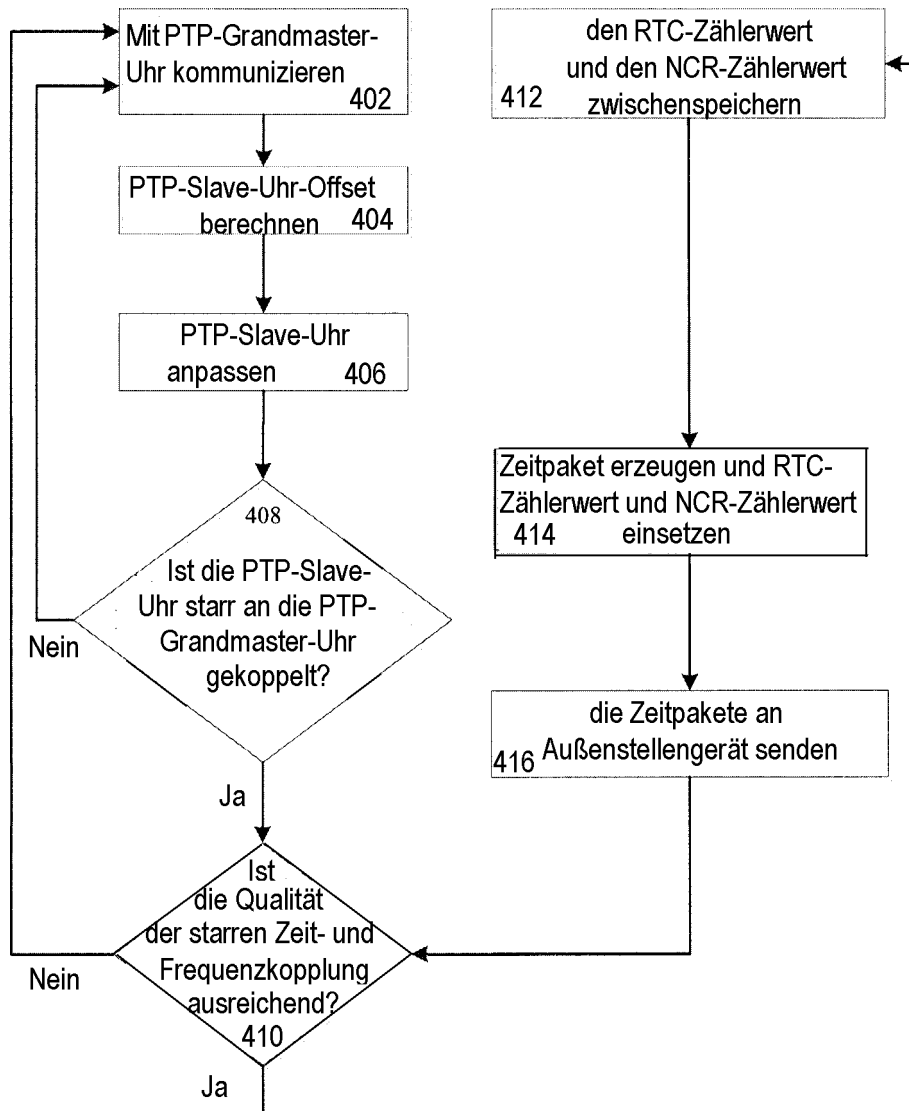 Mit PTP-Grandmaster-
Uhr kommunizieren
402
PTP-Slave-Uhr-Offset
berechnen 404
PTP-Slave-Uhr
anpassen 406
408
Ist die PTP-Slave-
Uhr starr an die PTP-
Grandmaster-Uhr
gekoppelt?
Nein
Ja
Ist
die Qualität
der starren Zeit- und
Frequenzkopplung
ausreichend?
410
Nein
Ja
den RTC-Zählerwert
und den NCR-Zählerwert
412 zwischenspeichern
Zeitpaket erzeugen und RTC-
Zählerwert und NCR-Zählerwert
414 einsetzen
die Zeitpakete an
416 Außenstellengerät senden